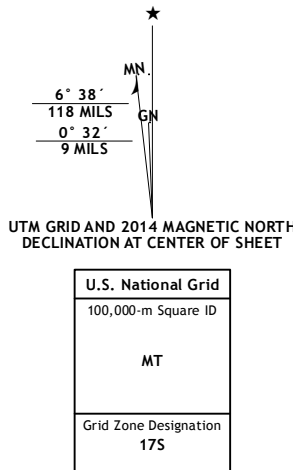 MN.
6° 38´
118 MILS
GN
0° 32´
9 MILS
UTM GRID AND 2014 MAGNETIC NORTH
DECLINATION AT CENTER OF SHEET
U.S. National Grid
100,000-m Square ID
MT
Grid Zone Designation
17S